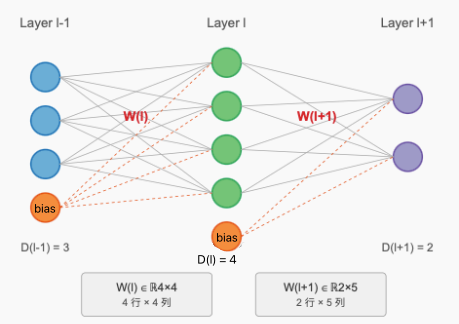 Layer l-1
Layer l
Layer l+1
W(l)
W(l+1)
bias
bias
D(l-1) = 3
D(l) = 4
D(l+1) = 2
W(l) ∈ ℝ4×4
4 行 × 4 列
W(l+1) ∈ ℝ2×5
2 行 × 5 列